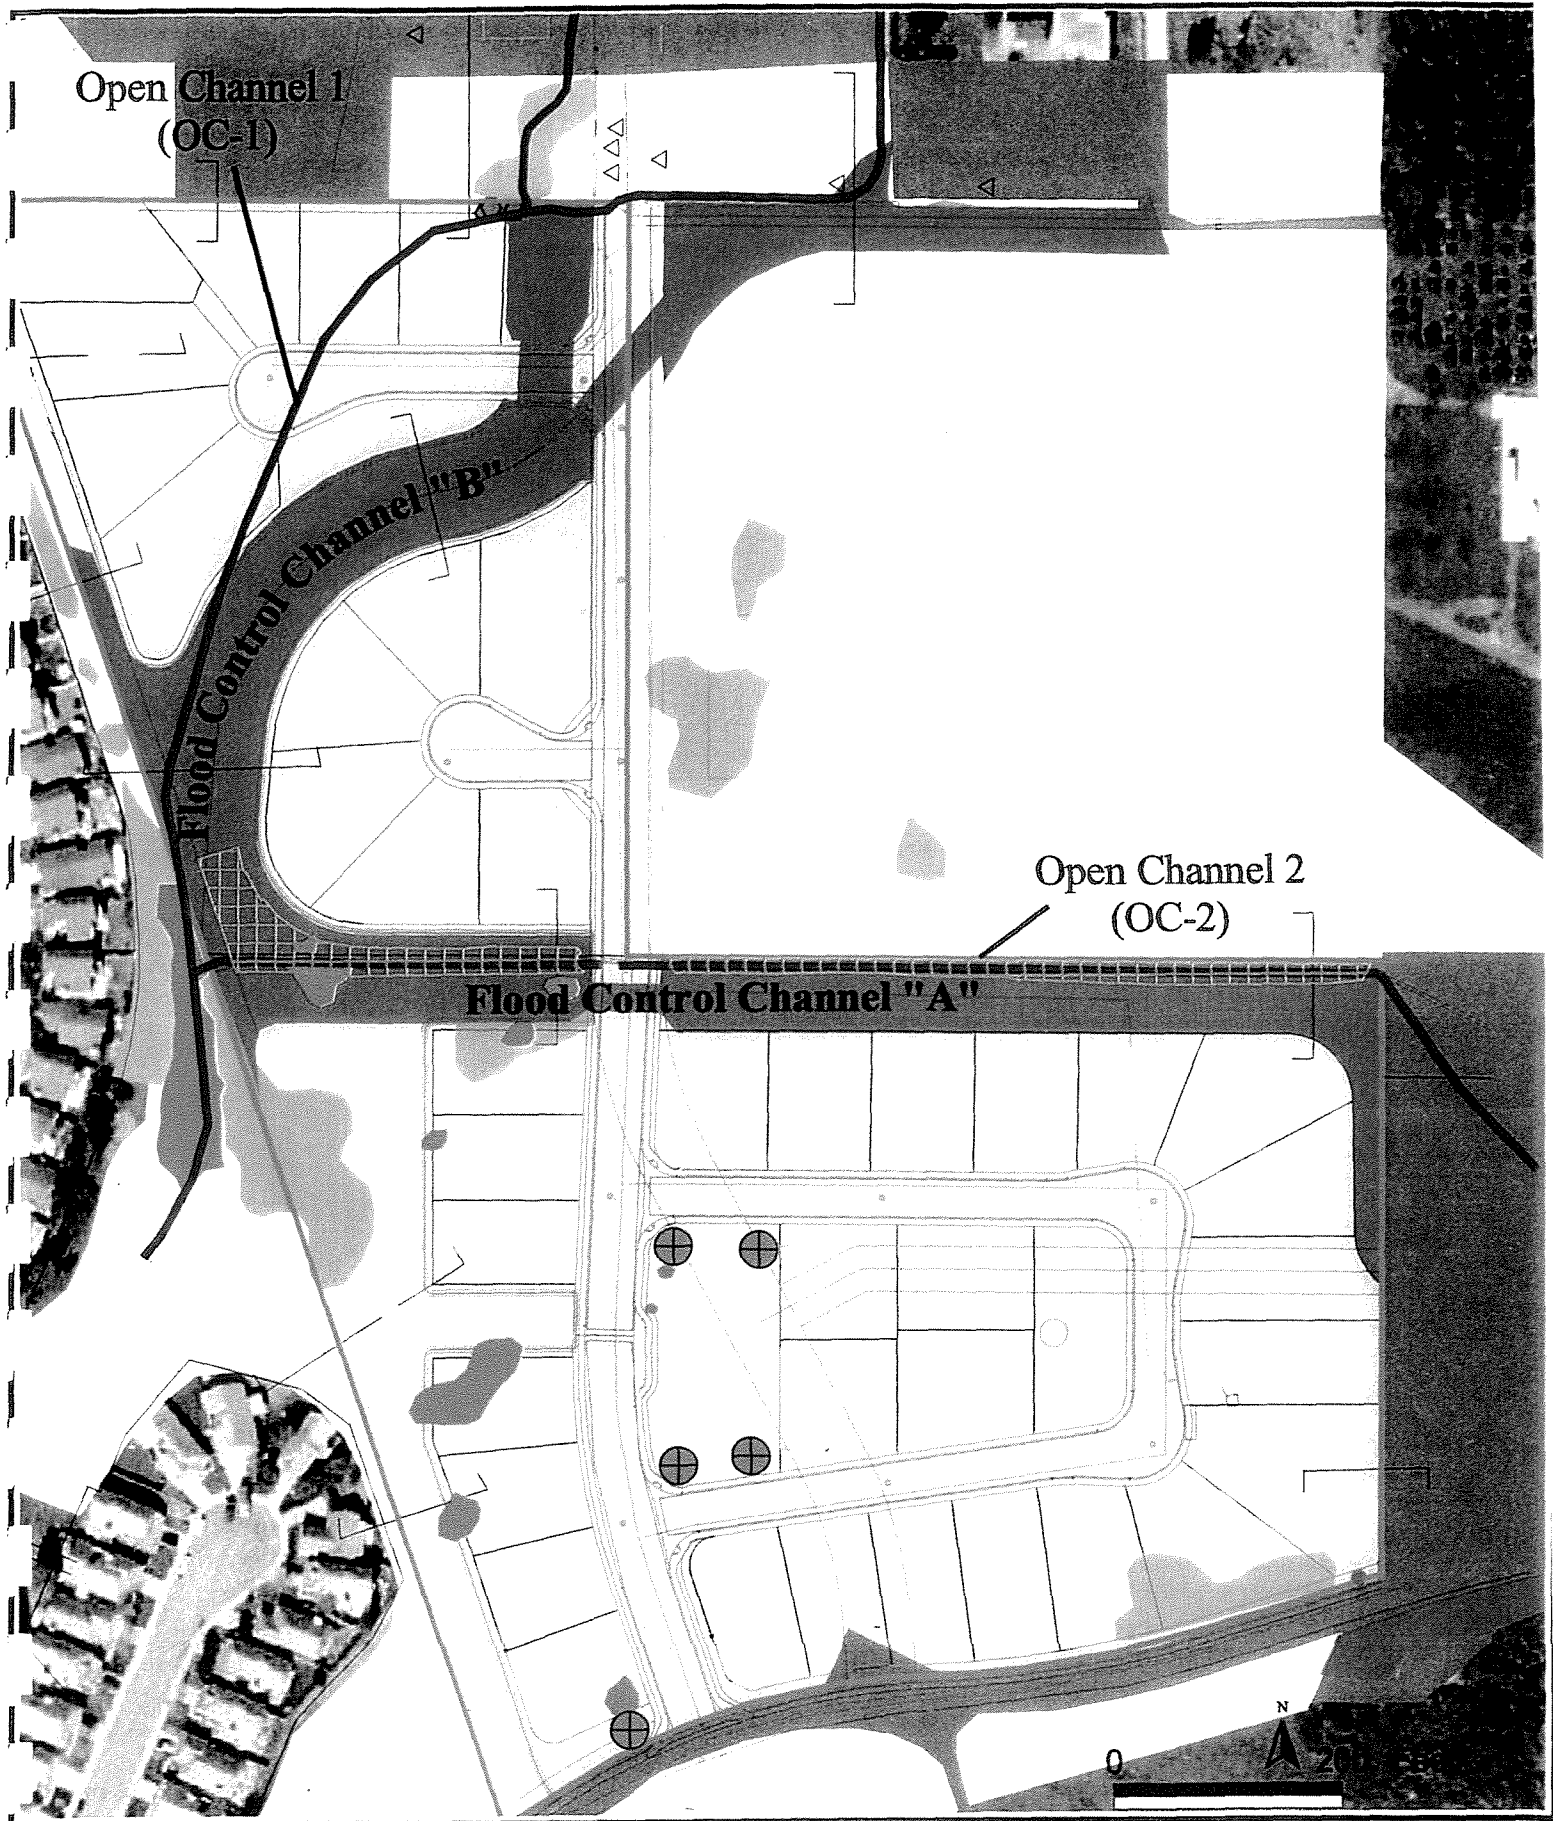 Open Channel 1
(OC-1)
Flood Control Channel "B"
Open Channel 2
(OC-2)
Flood Control Channel "A"
N
0